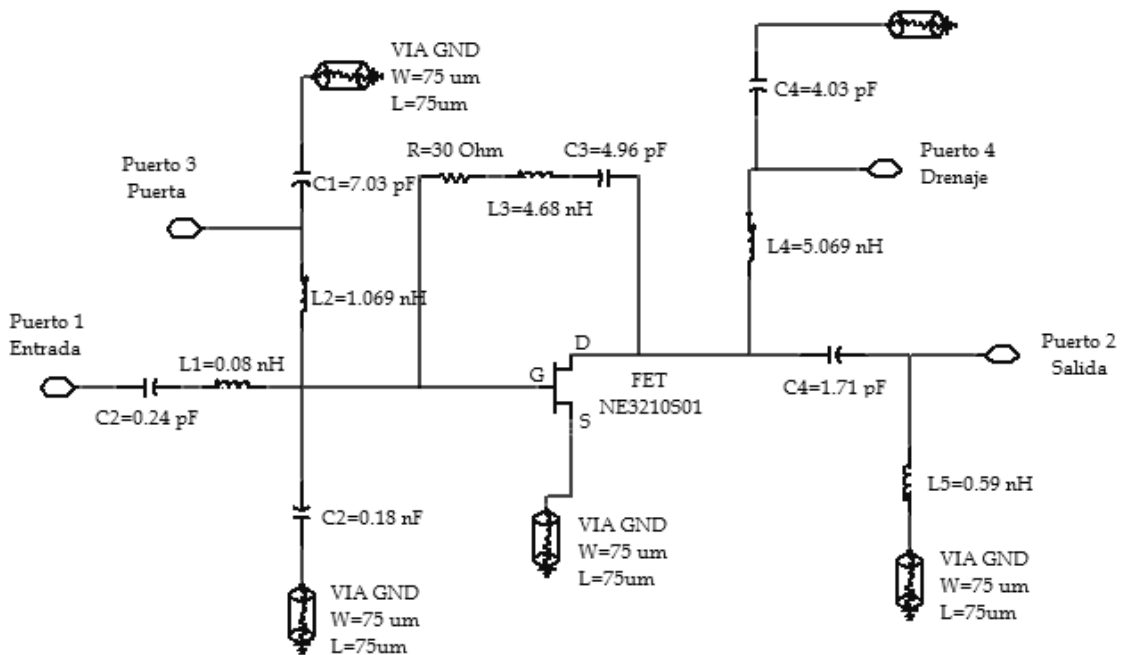 VIA GND
W=75 um
L=75um
C4=4.03 pF
R=30 Ohm
C3=4.96 pF
Puerto 3
Puerta
C1=7.03 pF
L3=4.68 nH
Puerto 4
Drenaje
L4=5.069 nH
L2=1.069nH
Puerto 1
Entrada
L1=0.08 nH
C2=0.24 pF
G
D
S
FET
NE3210S01
C4=1.71 pF
Puerto 2
Salida
L5=0.59 nH
C2=0.18 nF
VIA GND
W=75 um
L=75um
VIA GND
W=75 um
L=75um
VIA GND
W=75 um
L=75um